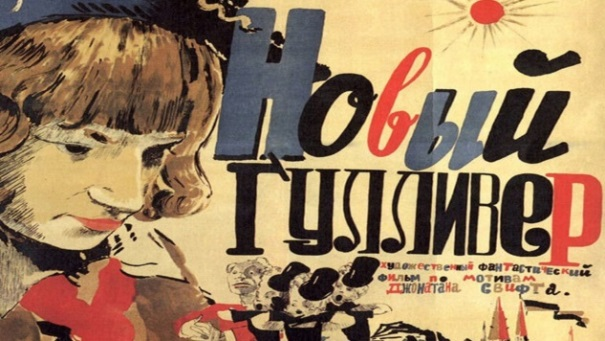 Новый
ГУЛЛИВЕР
художественный фантастический
фильм по мотивам
Джонатана Свифта.